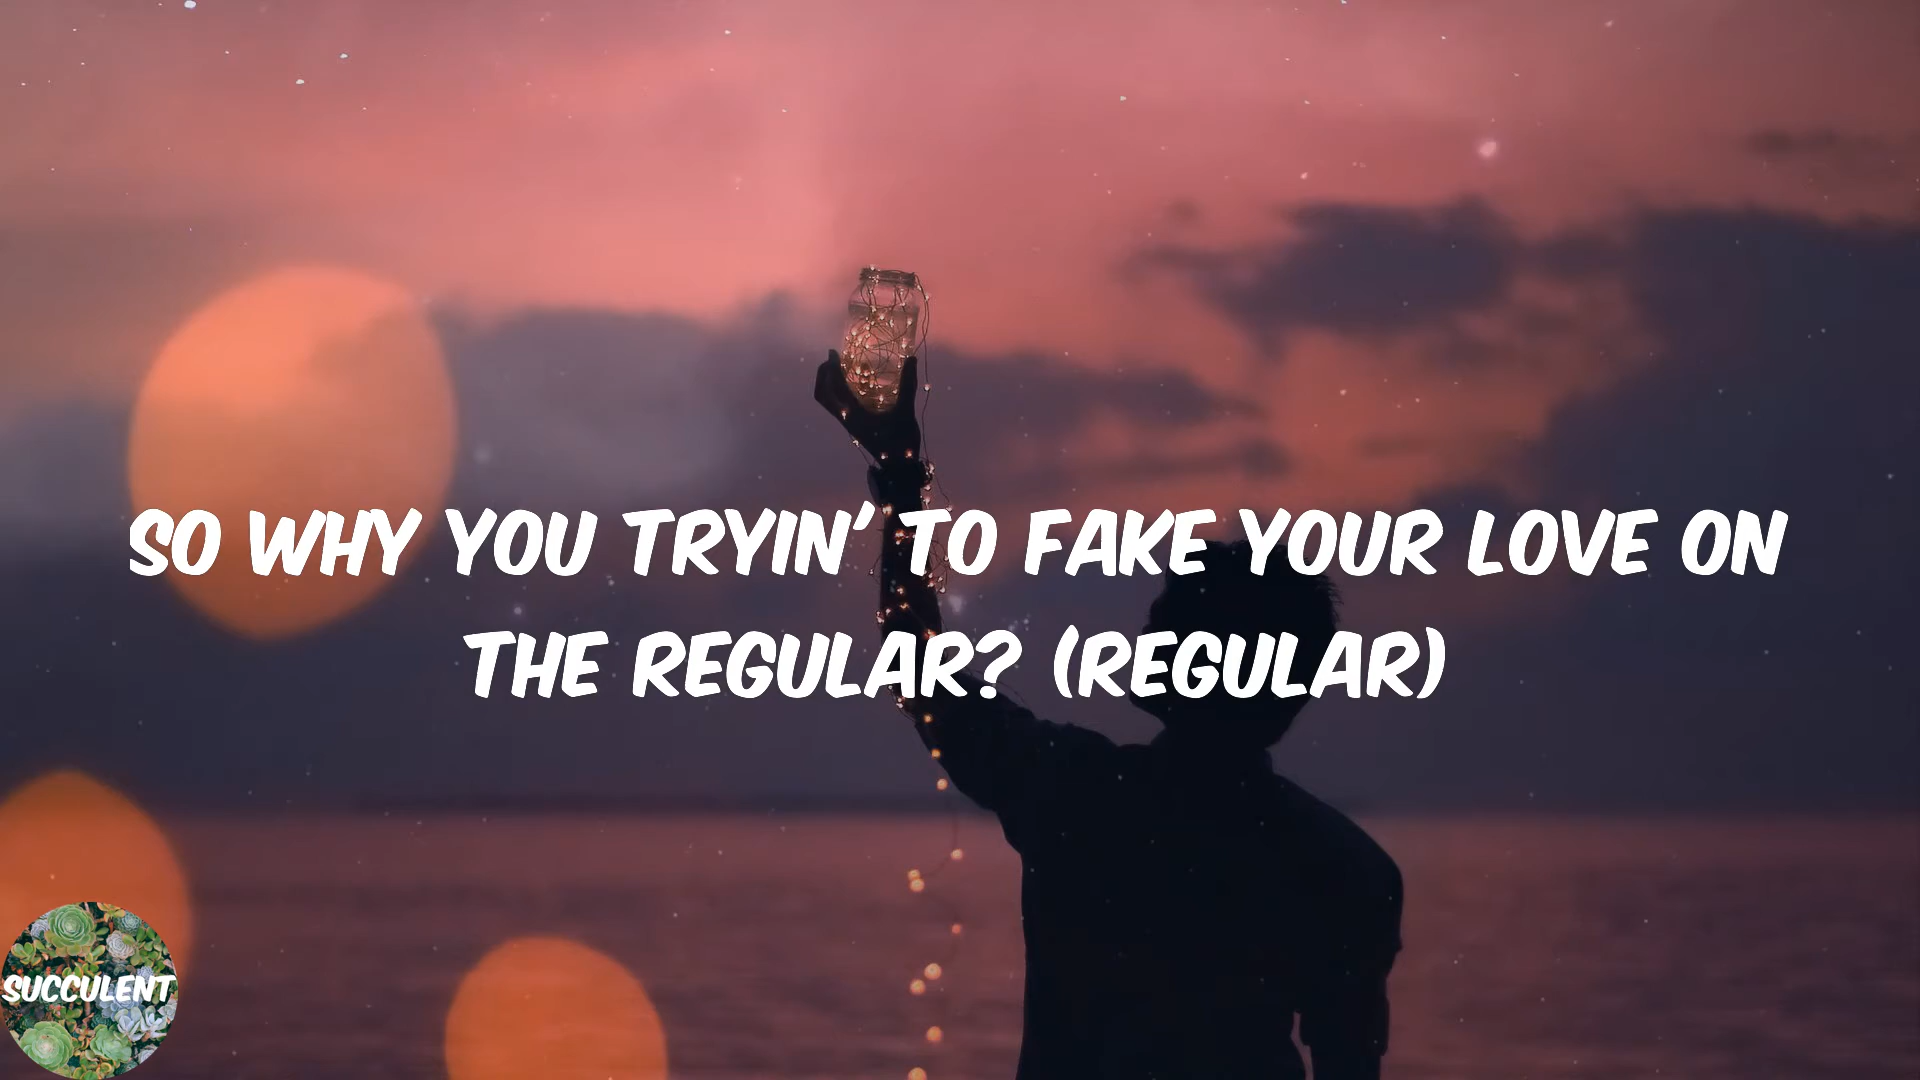 SO WHY YOU TRYIN' TO FAKE YOUR LOVE ON
THE REGULAR? (REGULAR)
SUCCULENT